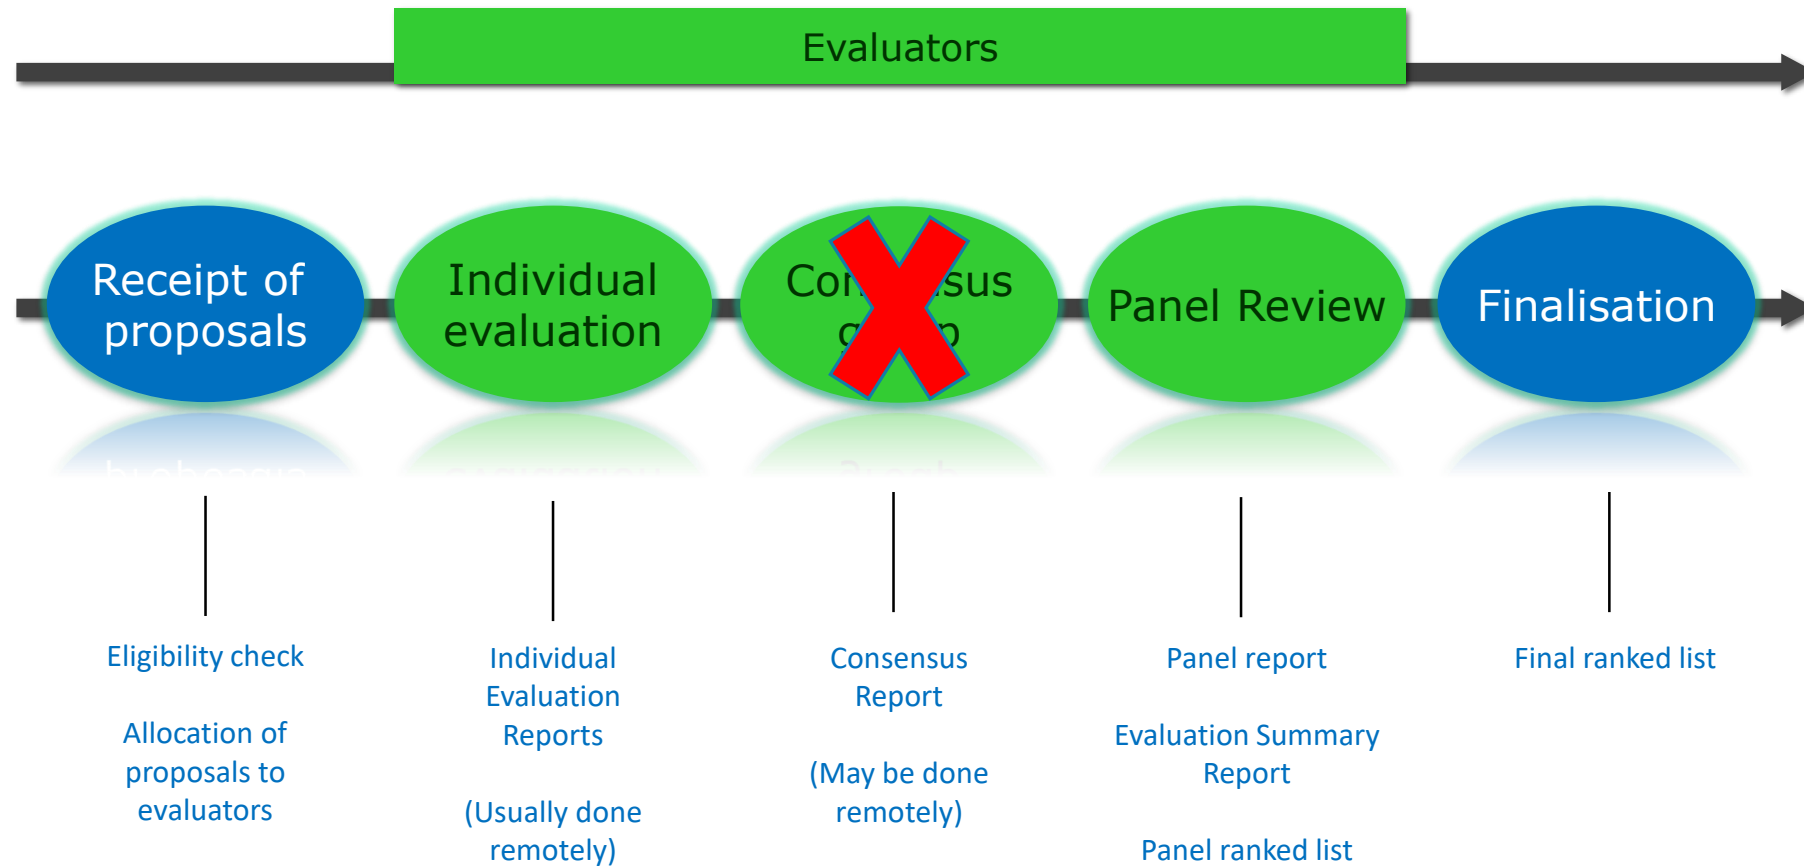 Evaluators
Receipt of
proposals
Individual
evaluation
Panel Review
Finalisation
Eligibility check
Allocation of
proposals to
evaluators
Individual
Evaluation
Reports
(Usually done
remotely)
Consensus
Report
(May be done
remotely)
Panel report
Evaluation Summary
Report
Panel ranked list
Final ranked list